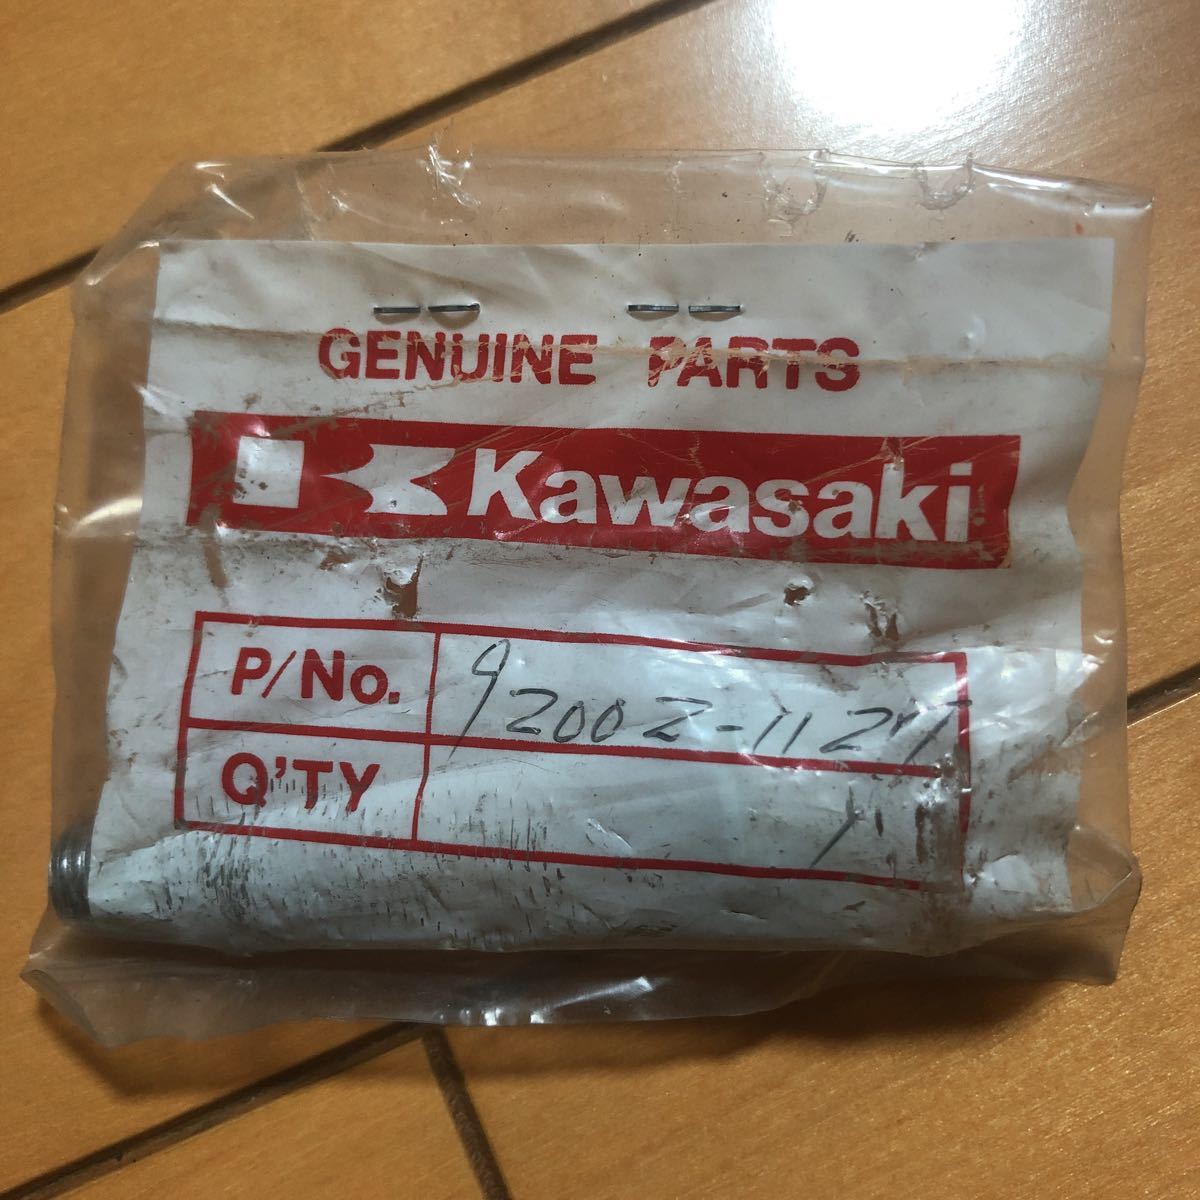 GENUINE PARTS
Kawasaki
P/No. 92002-1127
Q'TY 1